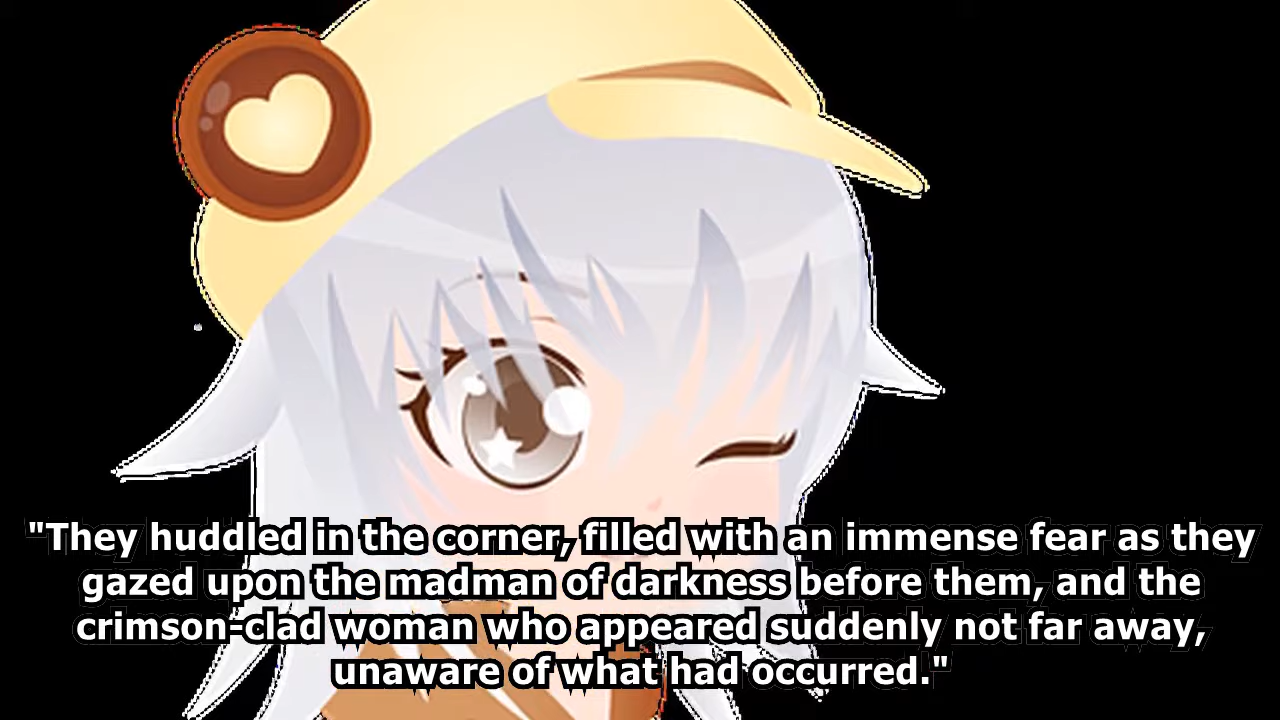 "They huddled in the corner, filled with an immense fear as they
gazed upon the madman of darkness before them, and the
crimson-clad woman who appeared suddenly not far away,
unaware of what had occurred."